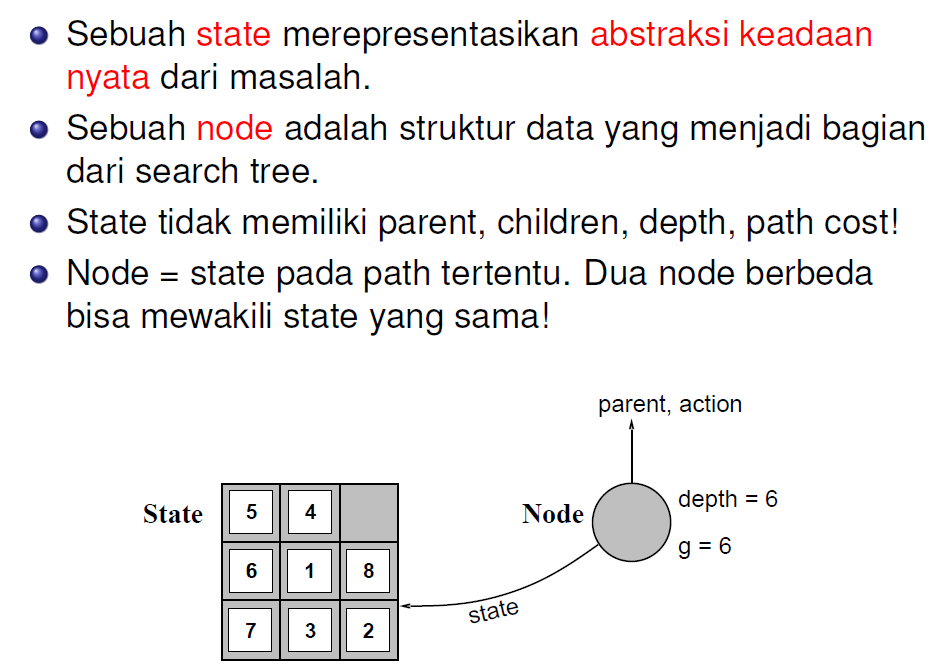 Sebuah state merepresentasikan abstraksi keadaan
nyata dari masalah.
Sebuah node adalah struktur data yang menjadi bagian
dari search tree.
State tidak memiliki parent, children, depth, path cost!
Node = state pada path tertentu. Dua node berbeda
bisa mewakili state yang sama!
parent, action
State
5 4
6 1 8
7 3 2
Node
depth = 6
g = 6
state